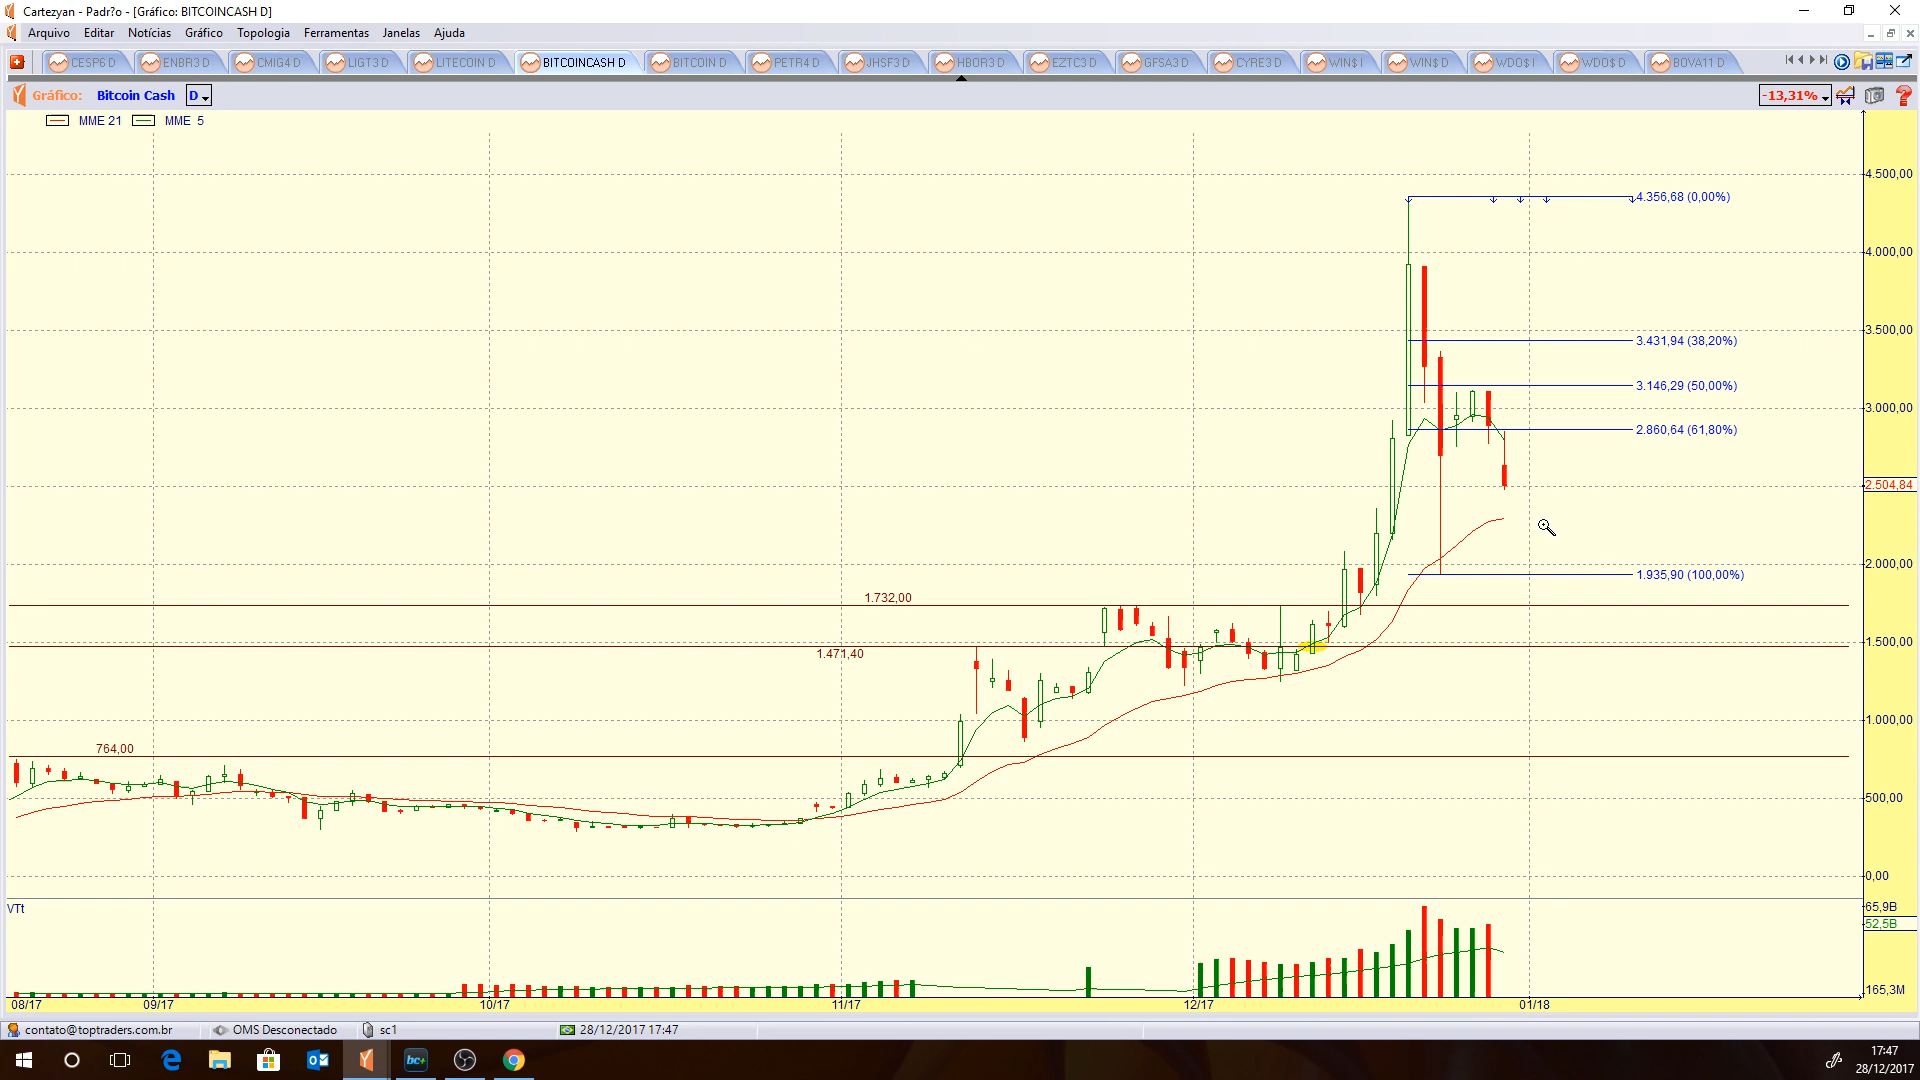 Cartezyan - Padr?o - [Gráfico: BITCOINCASH D]
Arquivo Editar Notícias Gráfico Topologia Ferramentas Janelas Ajuda
CESP6 D ENBR3 D CMIG4 D LIGT3 D LITECOIN D BITCOINCASH D BITCOIN D PETR4 D JHSF3 D HBOR3 D EZTC3 D GFSA3 D CYRE3 D WIN$ I WIN$ D WDO$ I WDO$ D BOVA11 D
Gráfico: Bitcoin Cash D -13,31%
MME 21 MME 5
4.500,00
4.356,68 (0,00%)
4.000,00
3.500,00
3.431,94 (38,20%)
3.146,29 (50,00%)
3.000,00
2.860,64 (61,80%)
2.504,84
2.000,00
1.935,90 (100,00%)
1.732,00
1.500,00
1.471,40
1.000,00
764,00
500,00
0,00
VTt
65,9B
52,5B
165,3M
08/17 09/17 10/17 11/17 12/17 01/18
contato@toptraders.com.br OMS Desconectado sc1 28/12/2017 17:47
bc+
17:47
28/12/2017